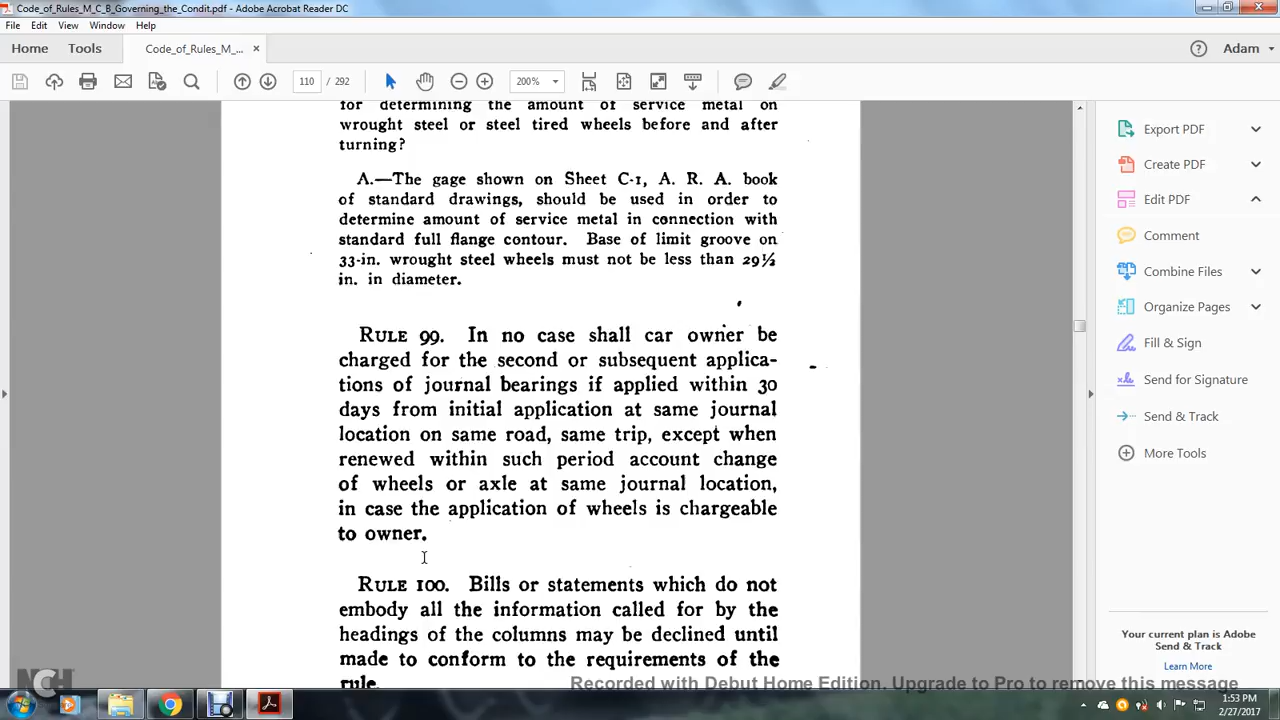 Code_of_Rules_M_C_B_Governing_the_Condit.pdf - Adobe Acrobat Reader DC
File Edit View Window Help
Home Tools Code_of_Rules_M_... × Adam
110 / 292 200%
for determining the amount of service metal on
wrought steel or steel tired wheels before and after
turning?
A.—The gage shown on Sheet C-1, A. R. A. book
of standard drawings, should be used in order to
determine amount of service metal in connection with
standard full flange contour. Base of limit groove on
33-in. wrought steel wheels must not be less than 29½
in. in diameter.
RULE 99. In no case shall car owner be
charged for the second or subsequent applica-
tions of journal bearings if applied within 30
days from initial application at same journal
location on same road, same trip, except when
renewed within such period account change
of wheels or axle at same journal location,
in case the application of wheels is chargeable
to owner.
RULE 100. Bills or statements which do not
embody all the information called for by the
headings of the columns may be declined until
made to conform to the requirements of the
rule.
Export PDF
Create PDF
Edit PDF
Comment
Combine Files
Organize Pages
Fill & Sign
Send for Signature
Send & Track
More Tools
Your current plan is Adobe
Send & Track
Learn More
NCH
Recorded with Debut Home Edition. Upgrade to Pro to remove this message
1:53 PM
2/27/2017